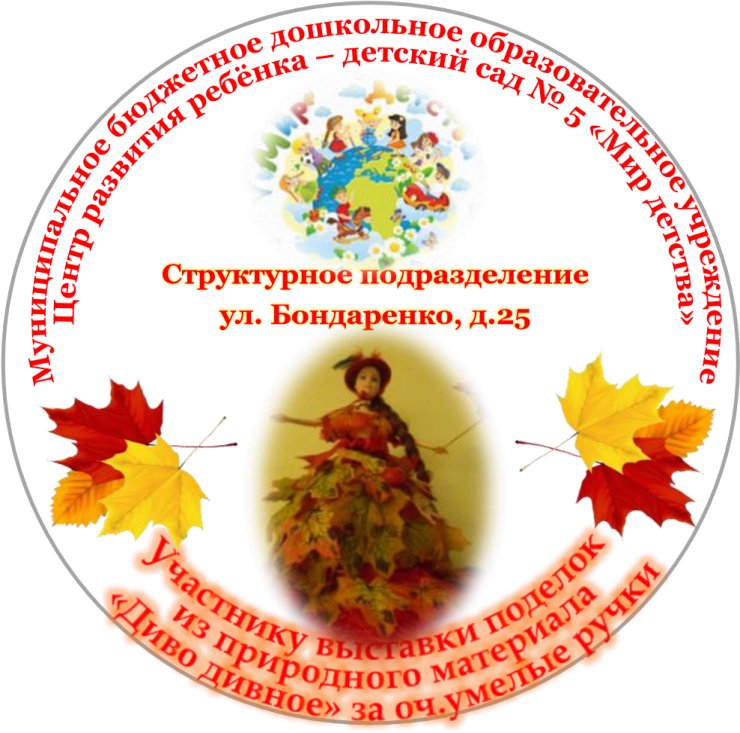 Муниципальное бюджетное дошкольное образовательное учреждение
Центр развития ребёнка – детский сад № 5 «Мир детства»
Мир Детства
Структурное подразделение
ул. Бондаренко, д.25
Участнику выставки поделок
из природного материала
«Диво дивное» за оч.умелые ручки